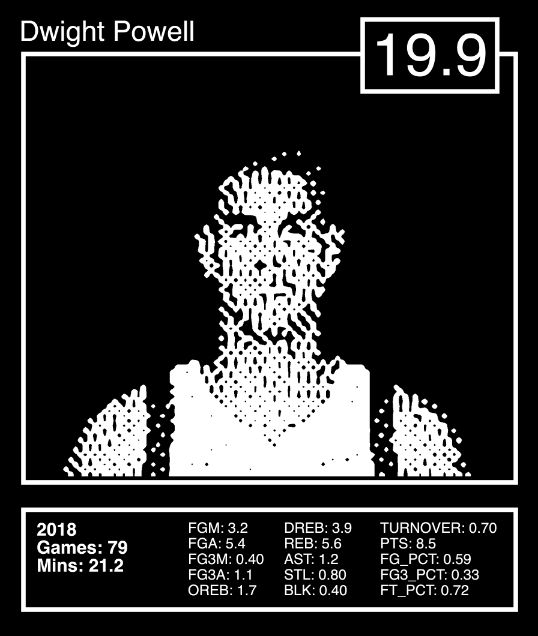 Dwight Powell
19.9
2018
Games: 79
Mins: 21.2
FGM: 3.2
FGA: 5.4
FG3M: 0.40
FG3A: 1.1
OREB: 1.7
DREB: 3.9
REB: 5.6
AST: 1.2
STL: 0.80
BLK: 0.40
TURNOVER: 0.70
PTS: 8.5
FG_PCT: 0.59
FG3_PCT: 0.33
FT_PCT: 0.72